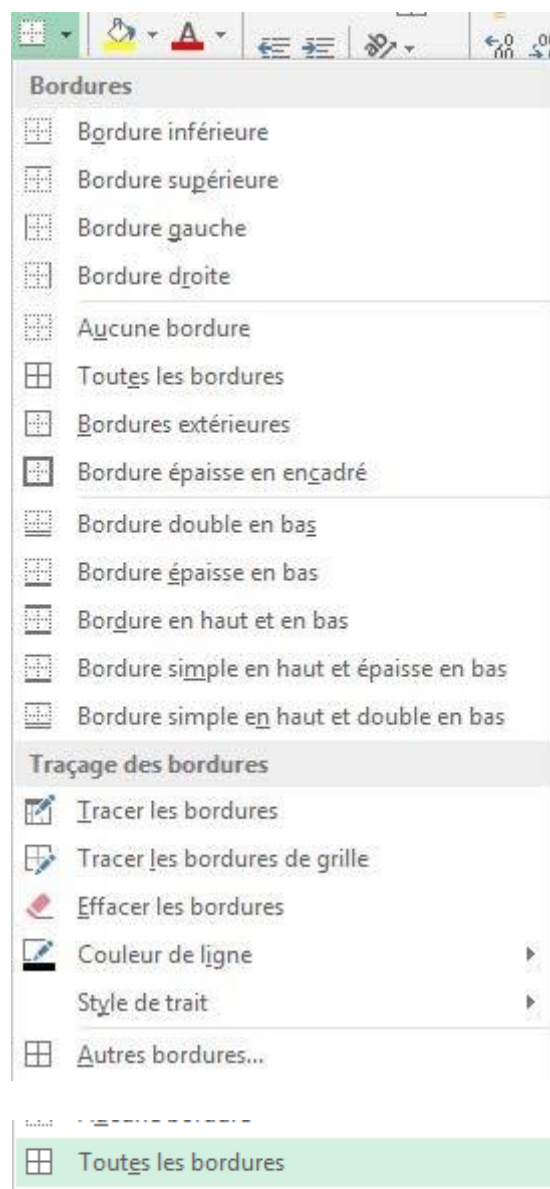 Bordures
Bordure inférieure
Bordure supérieure
Bordure gauche
Bordure droite
Aucune bordure
Toutes les bordures
Bordures extérieures
Bordure épaisse en encadré
Bordure double en bas
Bordure épaisse en bas
Bordure en haut et en bas
Bordure simple en haut et épaisse en bas
Bordure simple en haut et double en bas
Traçage des bordures
Tracer les bordures
Tracer les bordures de grille
Effacer les bordures
Couleur de ligne
Style de trait
Autres bordures...
Toutes les bordures